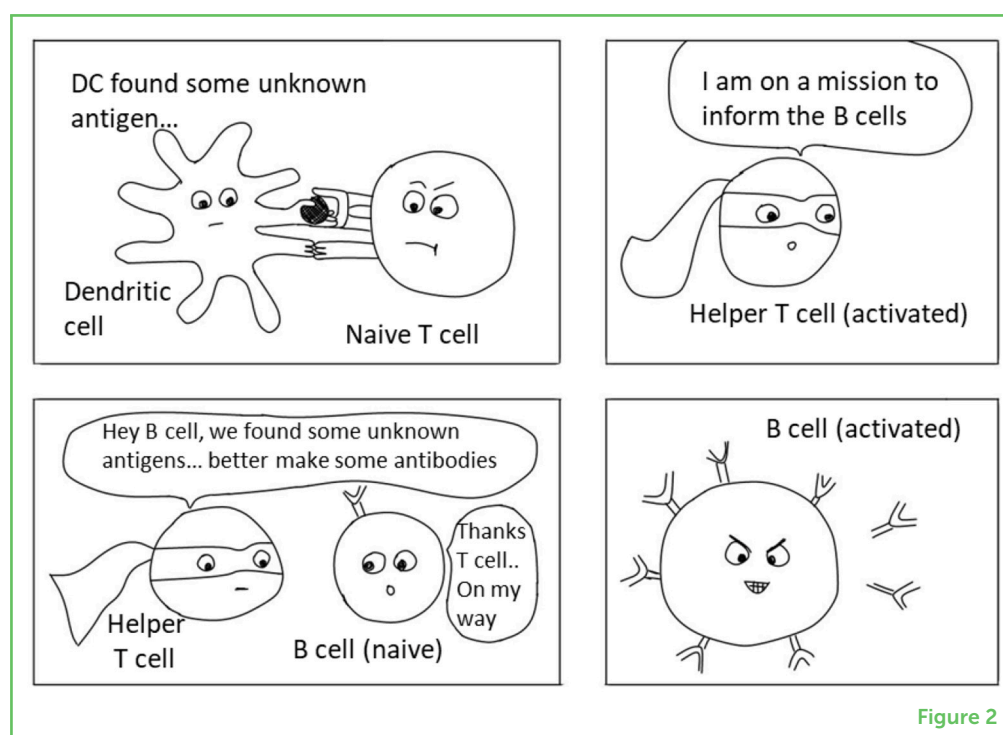 DC found some unknown
antigen...
Dendritic
cell
Naive T cell
I am on a mission to
inform the B cells
Helper T cell (activated)
Hey B cell, we found some unknown
antigens... better make some antibodies
Thanks
T cell..
On my
way
Helper
T cell
B cell (naive)
B cell (activated)
Figure 2